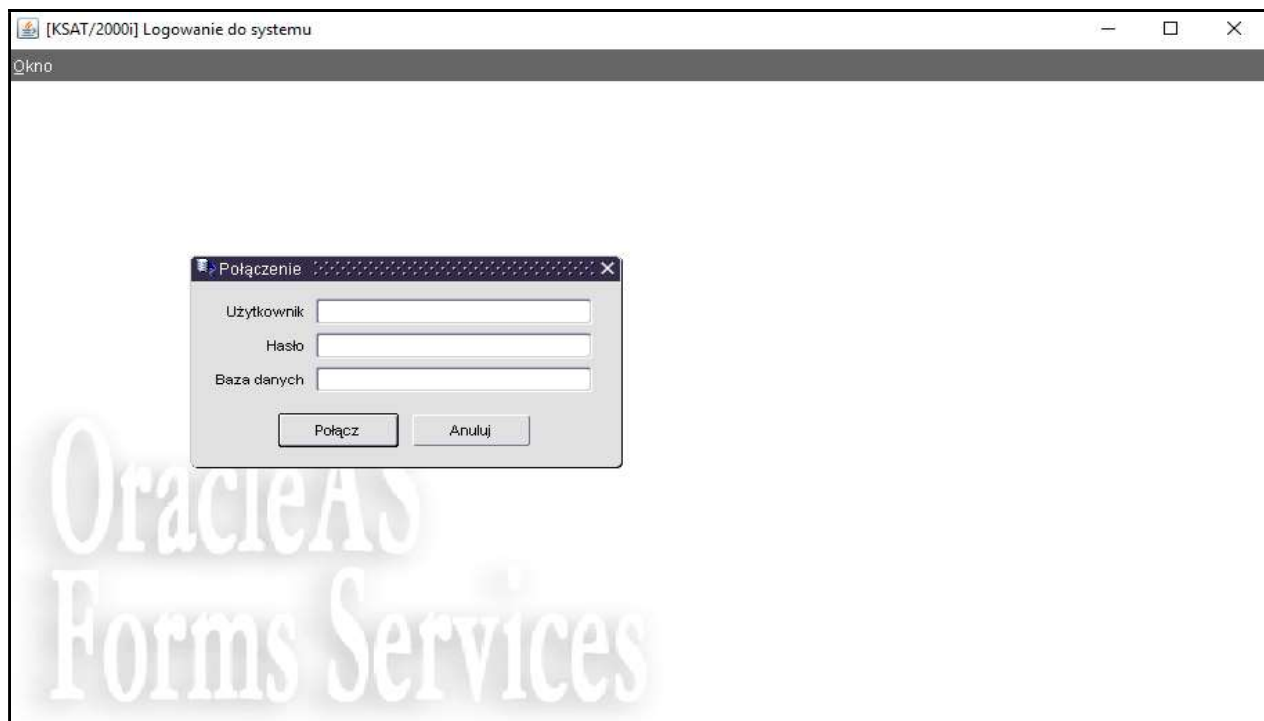 [KSAT/2000i] Logowanie do systemu
Okno
Połączenie
Użytkownik
Hasło
Baza danych
Połącz Anuluj
OracleAS
Forms Services